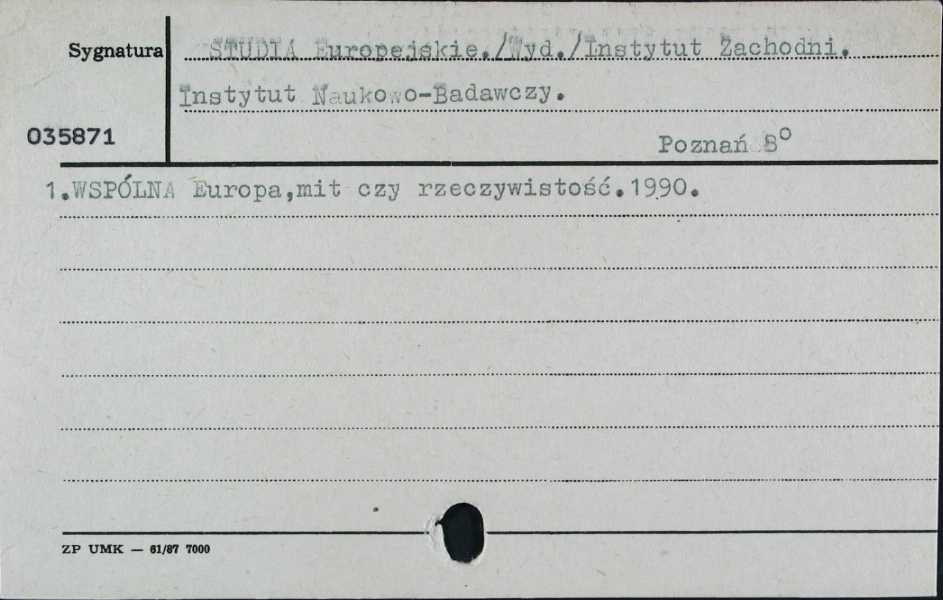 Sygnatura
STUDIA Europejskie./Wyd./Instytut Zachodni.
Instytut Naukowo-Badawczy.
035871
Poznań 8°
1.WSPÓLNA Europa,mit czy rzeczywistość.1990.
ZP UMK — 61/87 7000